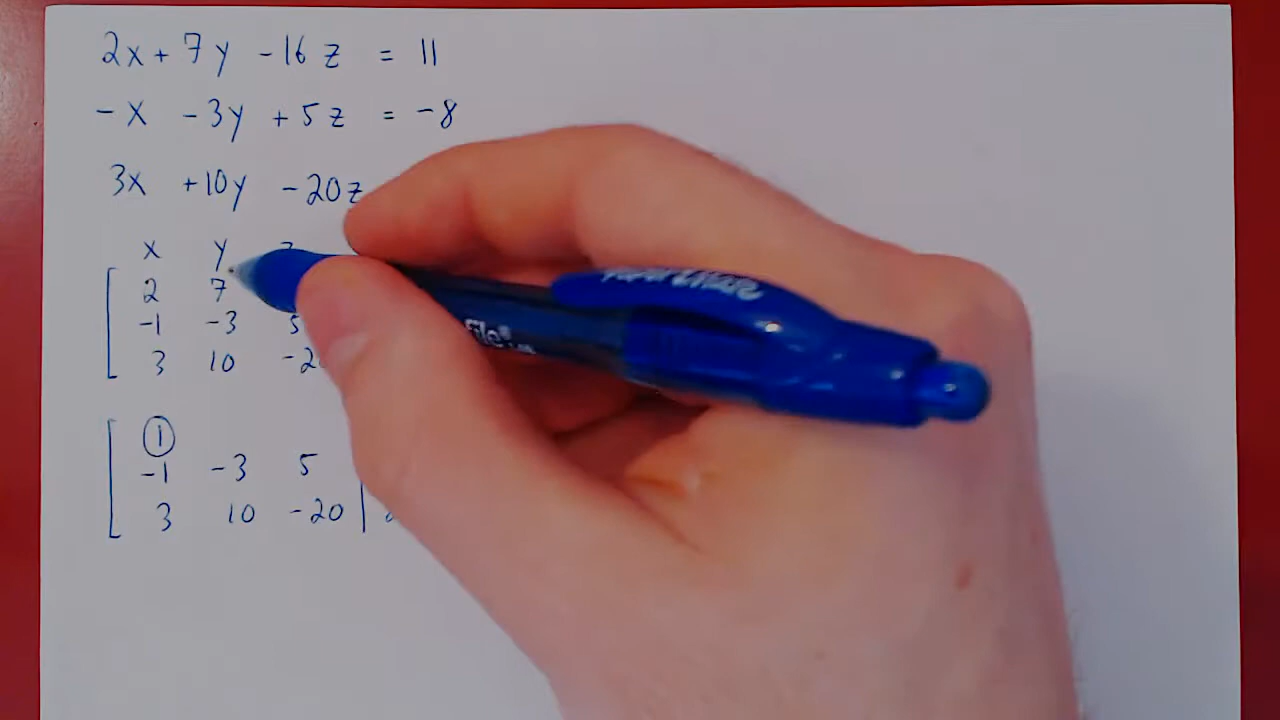 2x + 7y - 16z = 11
-x - 3y + 5z = -8
3x + 10y - 20z
x y
2 7
-1 -3 5
3 10
1
-1 -3 5
3 10 -20